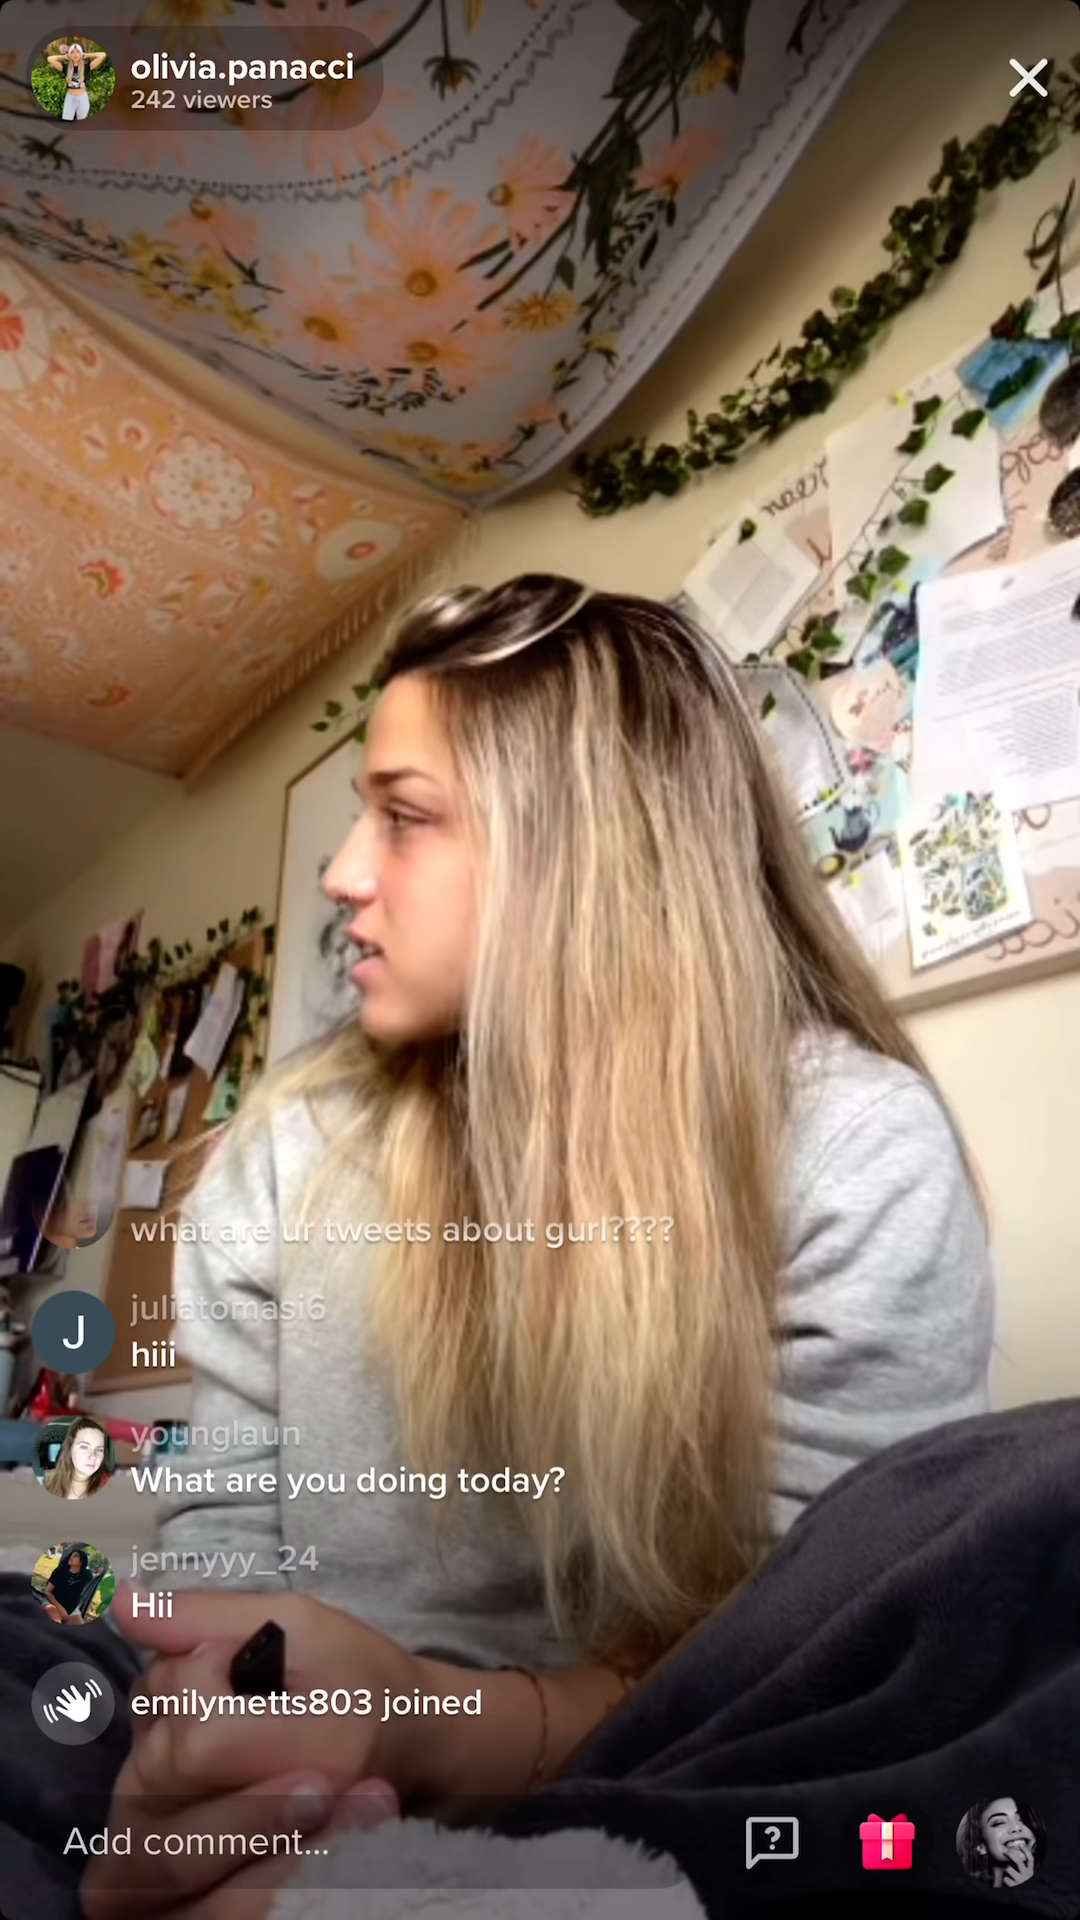 olivia.panacci
242 viewers
what are ur tweets about gurl????
juliatomasi6
J
hiii
younglaun
What are you doing today?
jennyyy_24
Hii
emilymetts803 joined
Add comment...
?